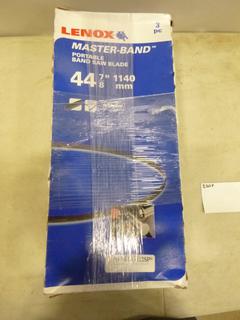 LENOX
3
pc
MASTER-BAND™
PORTABLE
BAND SAW BLADE
44 7/8" 1140 mm